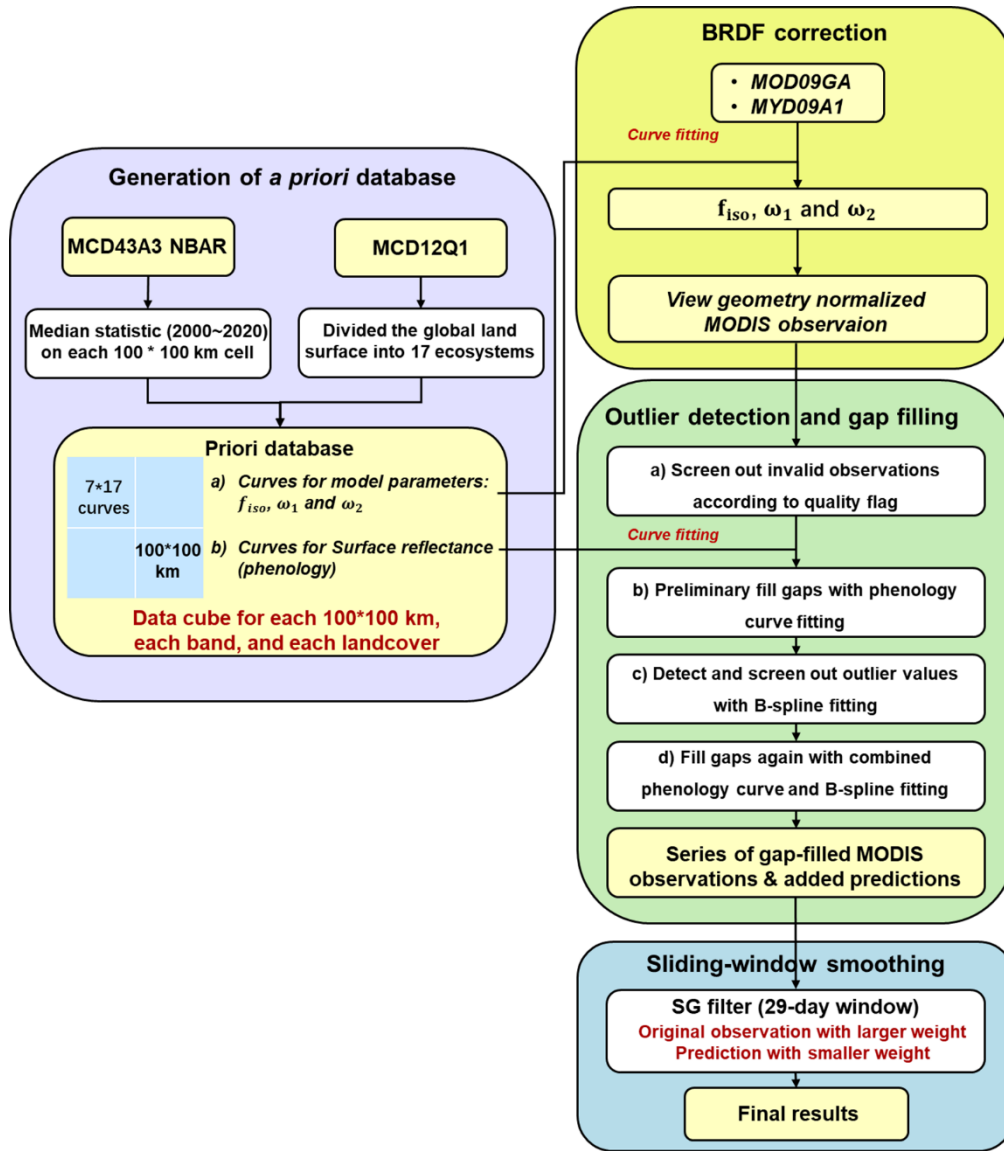 Generation of a priori database
MCD43A3 NBAR
MCD12Q1
Median statistic (2000~2020)
on each 100 * 100 km cell
Divided the global land
surface into 17 ecosystems
Priori database
7*17
curves
100*100
km
a) Curves for model parameters:
f_iso, ω₁ and ω₂
b) Curves for Surface reflectance
(phenology)
Data cube for each 100*100 km,
each band, and each landcover
BRDF correction
• MOD09GA
• MYD09A1
Curve fitting
f_iso, ω₁ and ω₂
View geometry normalized
MODIS observaion
Outlier detection and gap filling
a) Screen out invalid observations
according to quality flag
Curve fitting
b) Preliminary fill gaps with phenology
curve fitting
c) Detect and screen out outlier values
with B-spline fitting
d) Fill gaps again with combined
phenology curve and B-spline fitting
Series of gap-filled MODIS
observations & added predictions
Sliding-window smoothing
SG filter (29-day window)
Original observation with larger weight
Prediction with smaller weight
Final results